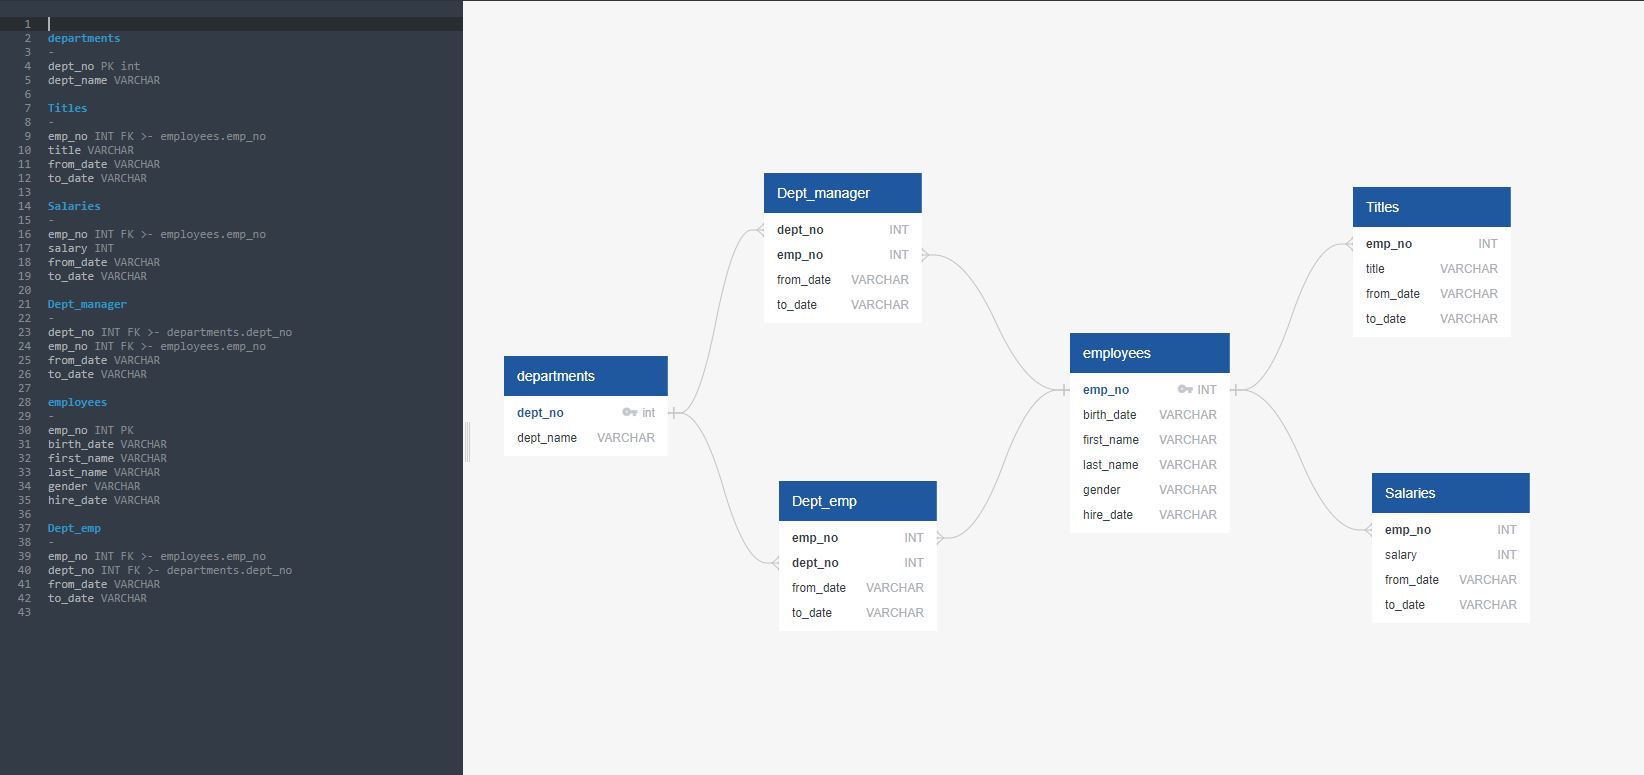 1
2 departments
3 -
4 dept_no PK int
5 dept_name VARCHAR
6
7 Titles
8 -
9 emp_no INT FK >- employees.emp_no
10 title VARCHAR
11 from_date VARCHAR
12 to_date VARCHAR
13
14 Salaries
15 -
16 emp_no INT FK >- employees.emp_no
17 salary INT
18 from_date VARCHAR
19 to_date VARCHAR
20
21 Dept_manager
22 -
23 dept_no INT FK >- departments.dept_no
24 emp_no INT FK >- employees.emp_no
25 from_date VARCHAR
26 to_date VARCHAR
27
28 employees
29 -
30 emp_no INT PK
31 birth_date VARCHAR
32 first_name VARCHAR
33 last_name VARCHAR
34 gender VARCHAR
35 hire_date VARCHAR
36
37 Dept_emp
38 -
39 emp_no INT FK >- employees.emp_no
40 dept_no INT FK >- departments.dept_no
41 from_date VARCHAR
42 to_date VARCHAR
43
departments
dept_no int
dept_name VARCHAR
Dept_manager
dept_no INT
emp_no INT
from_date VARCHAR
to_date VARCHAR
Dept_emp
emp_no INT
dept_no INT
from_date VARCHAR
to_date VARCHAR
employees
emp_no INT
birth_date VARCHAR
first_name VARCHAR
last_name VARCHAR
gender VARCHAR
hire_date VARCHAR
Titles
emp_no INT
title VARCHAR
from_date VARCHAR
to_date VARCHAR
Salaries
emp_no INT
salary INT
from_date VARCHAR
to_date VARCHAR